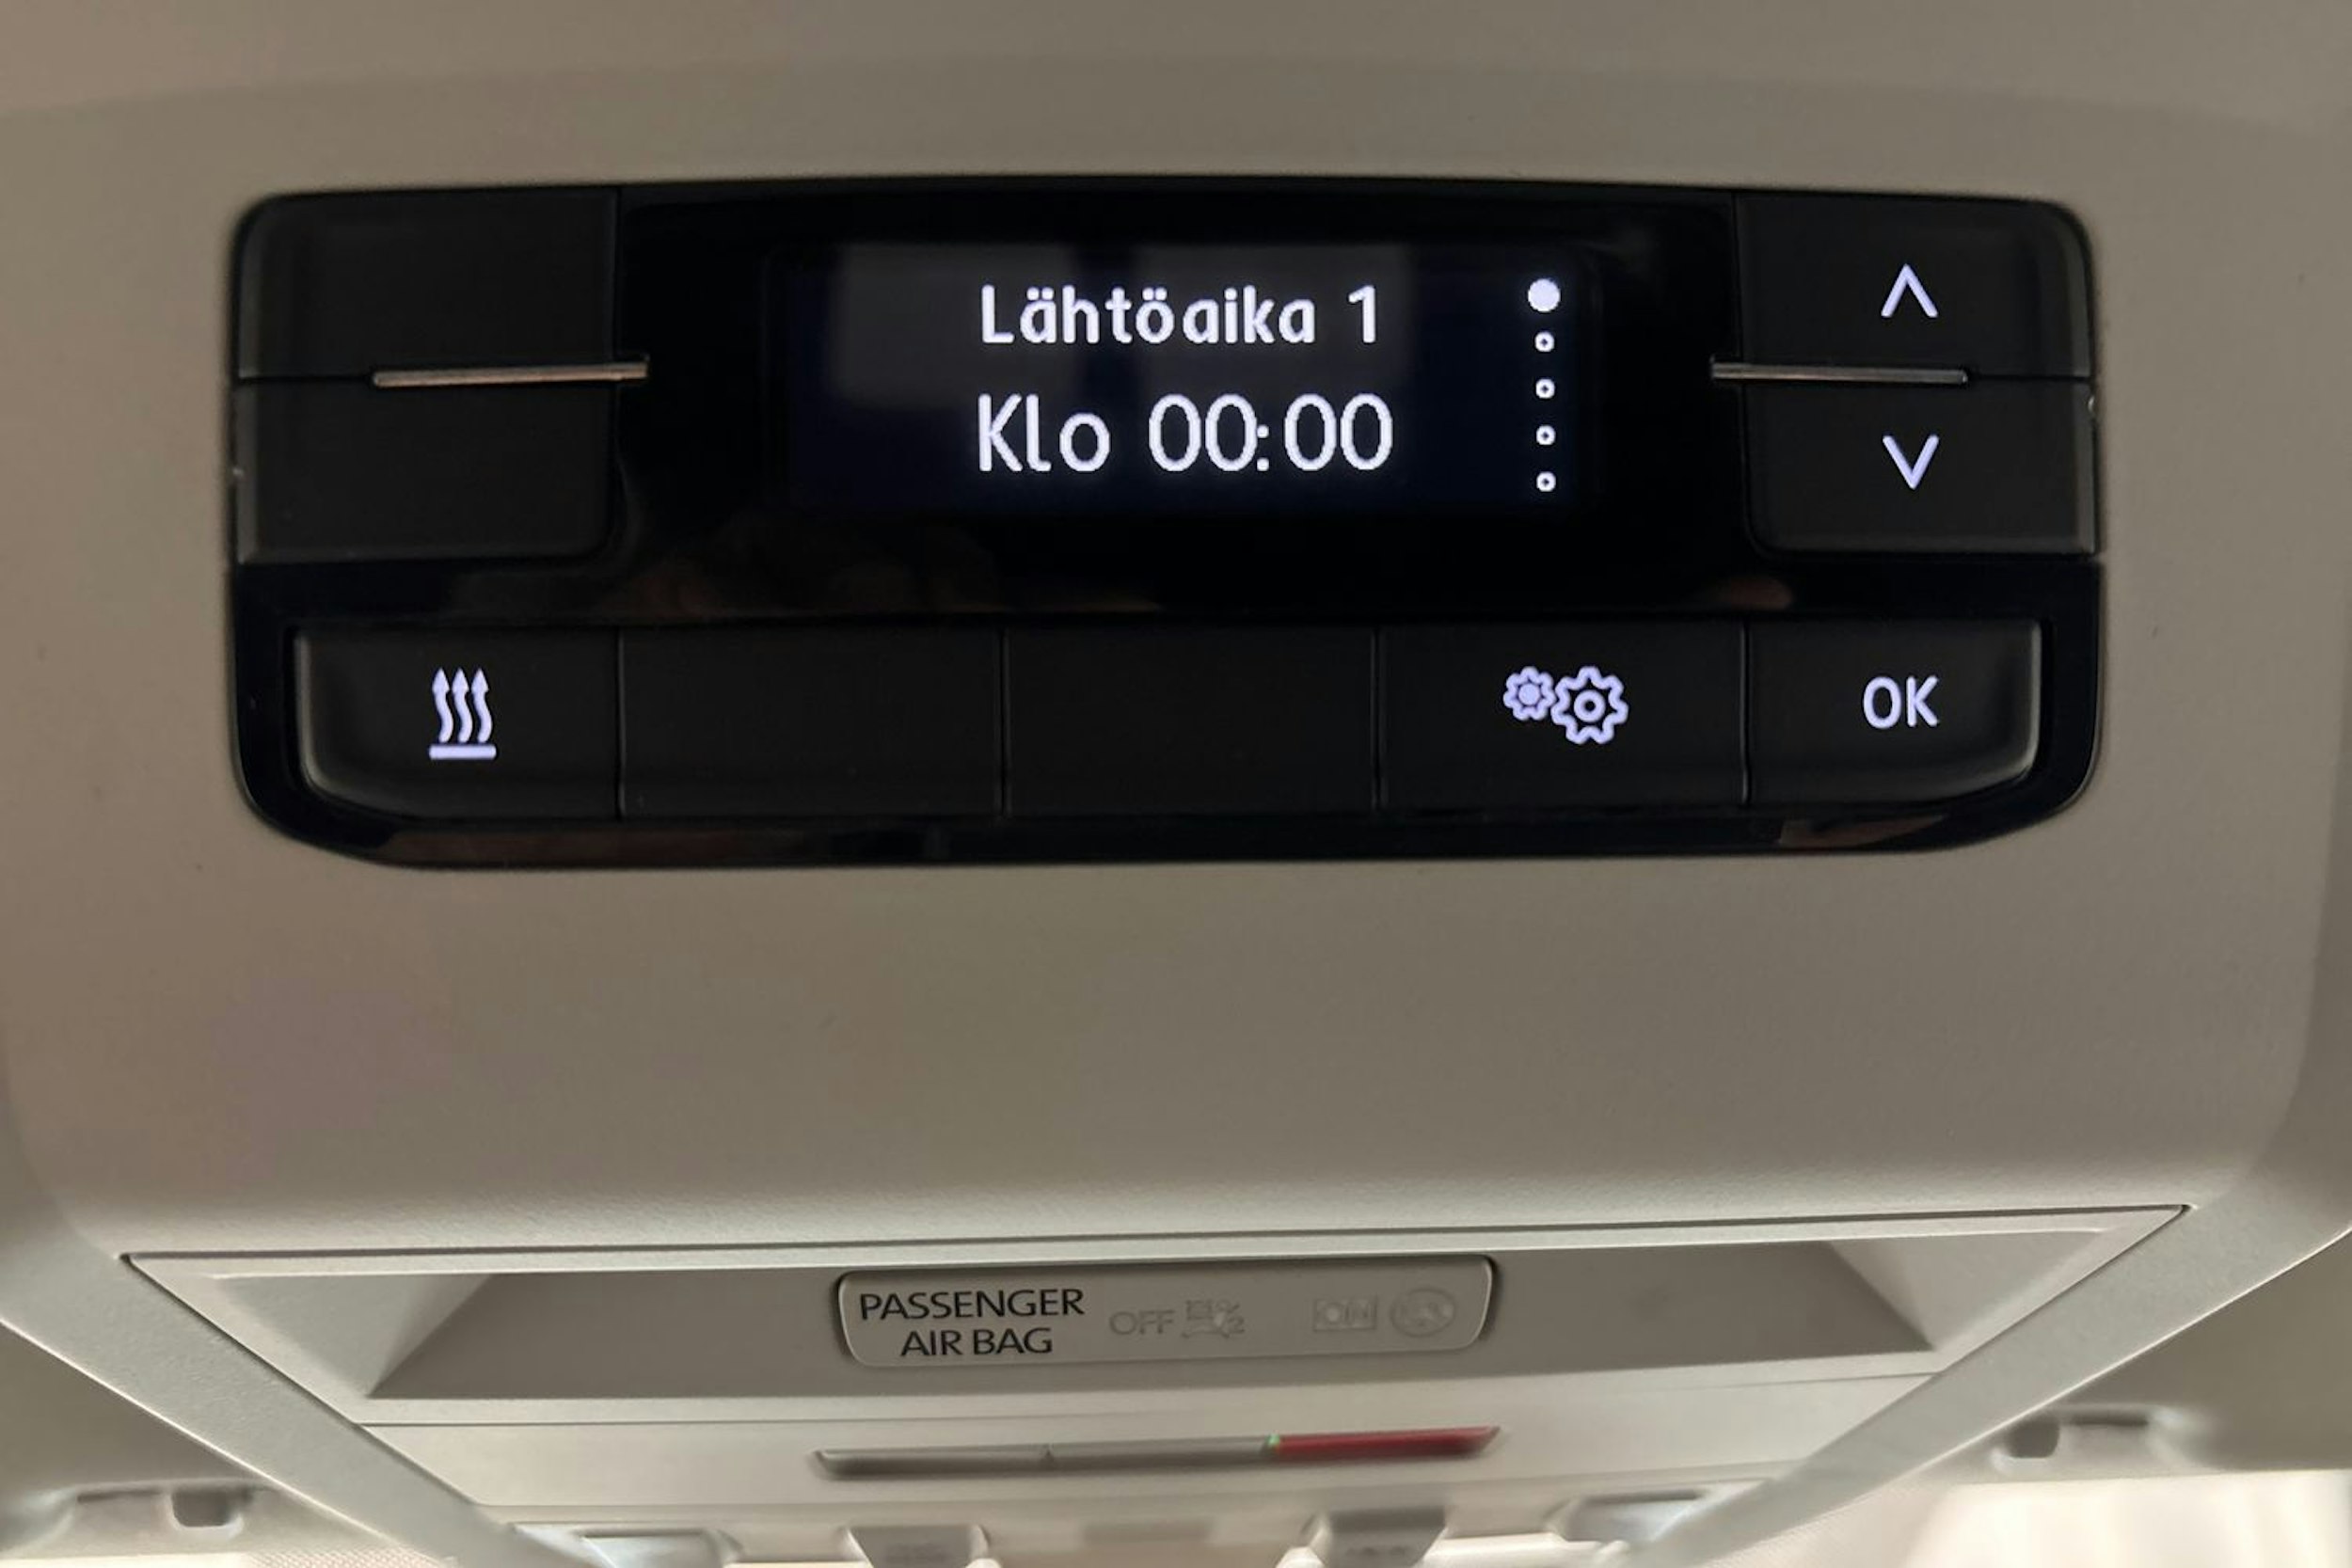 Lähtöaika 1
Klo 00:00
OK
PASSENGER
AIR BAG
OFF
ON